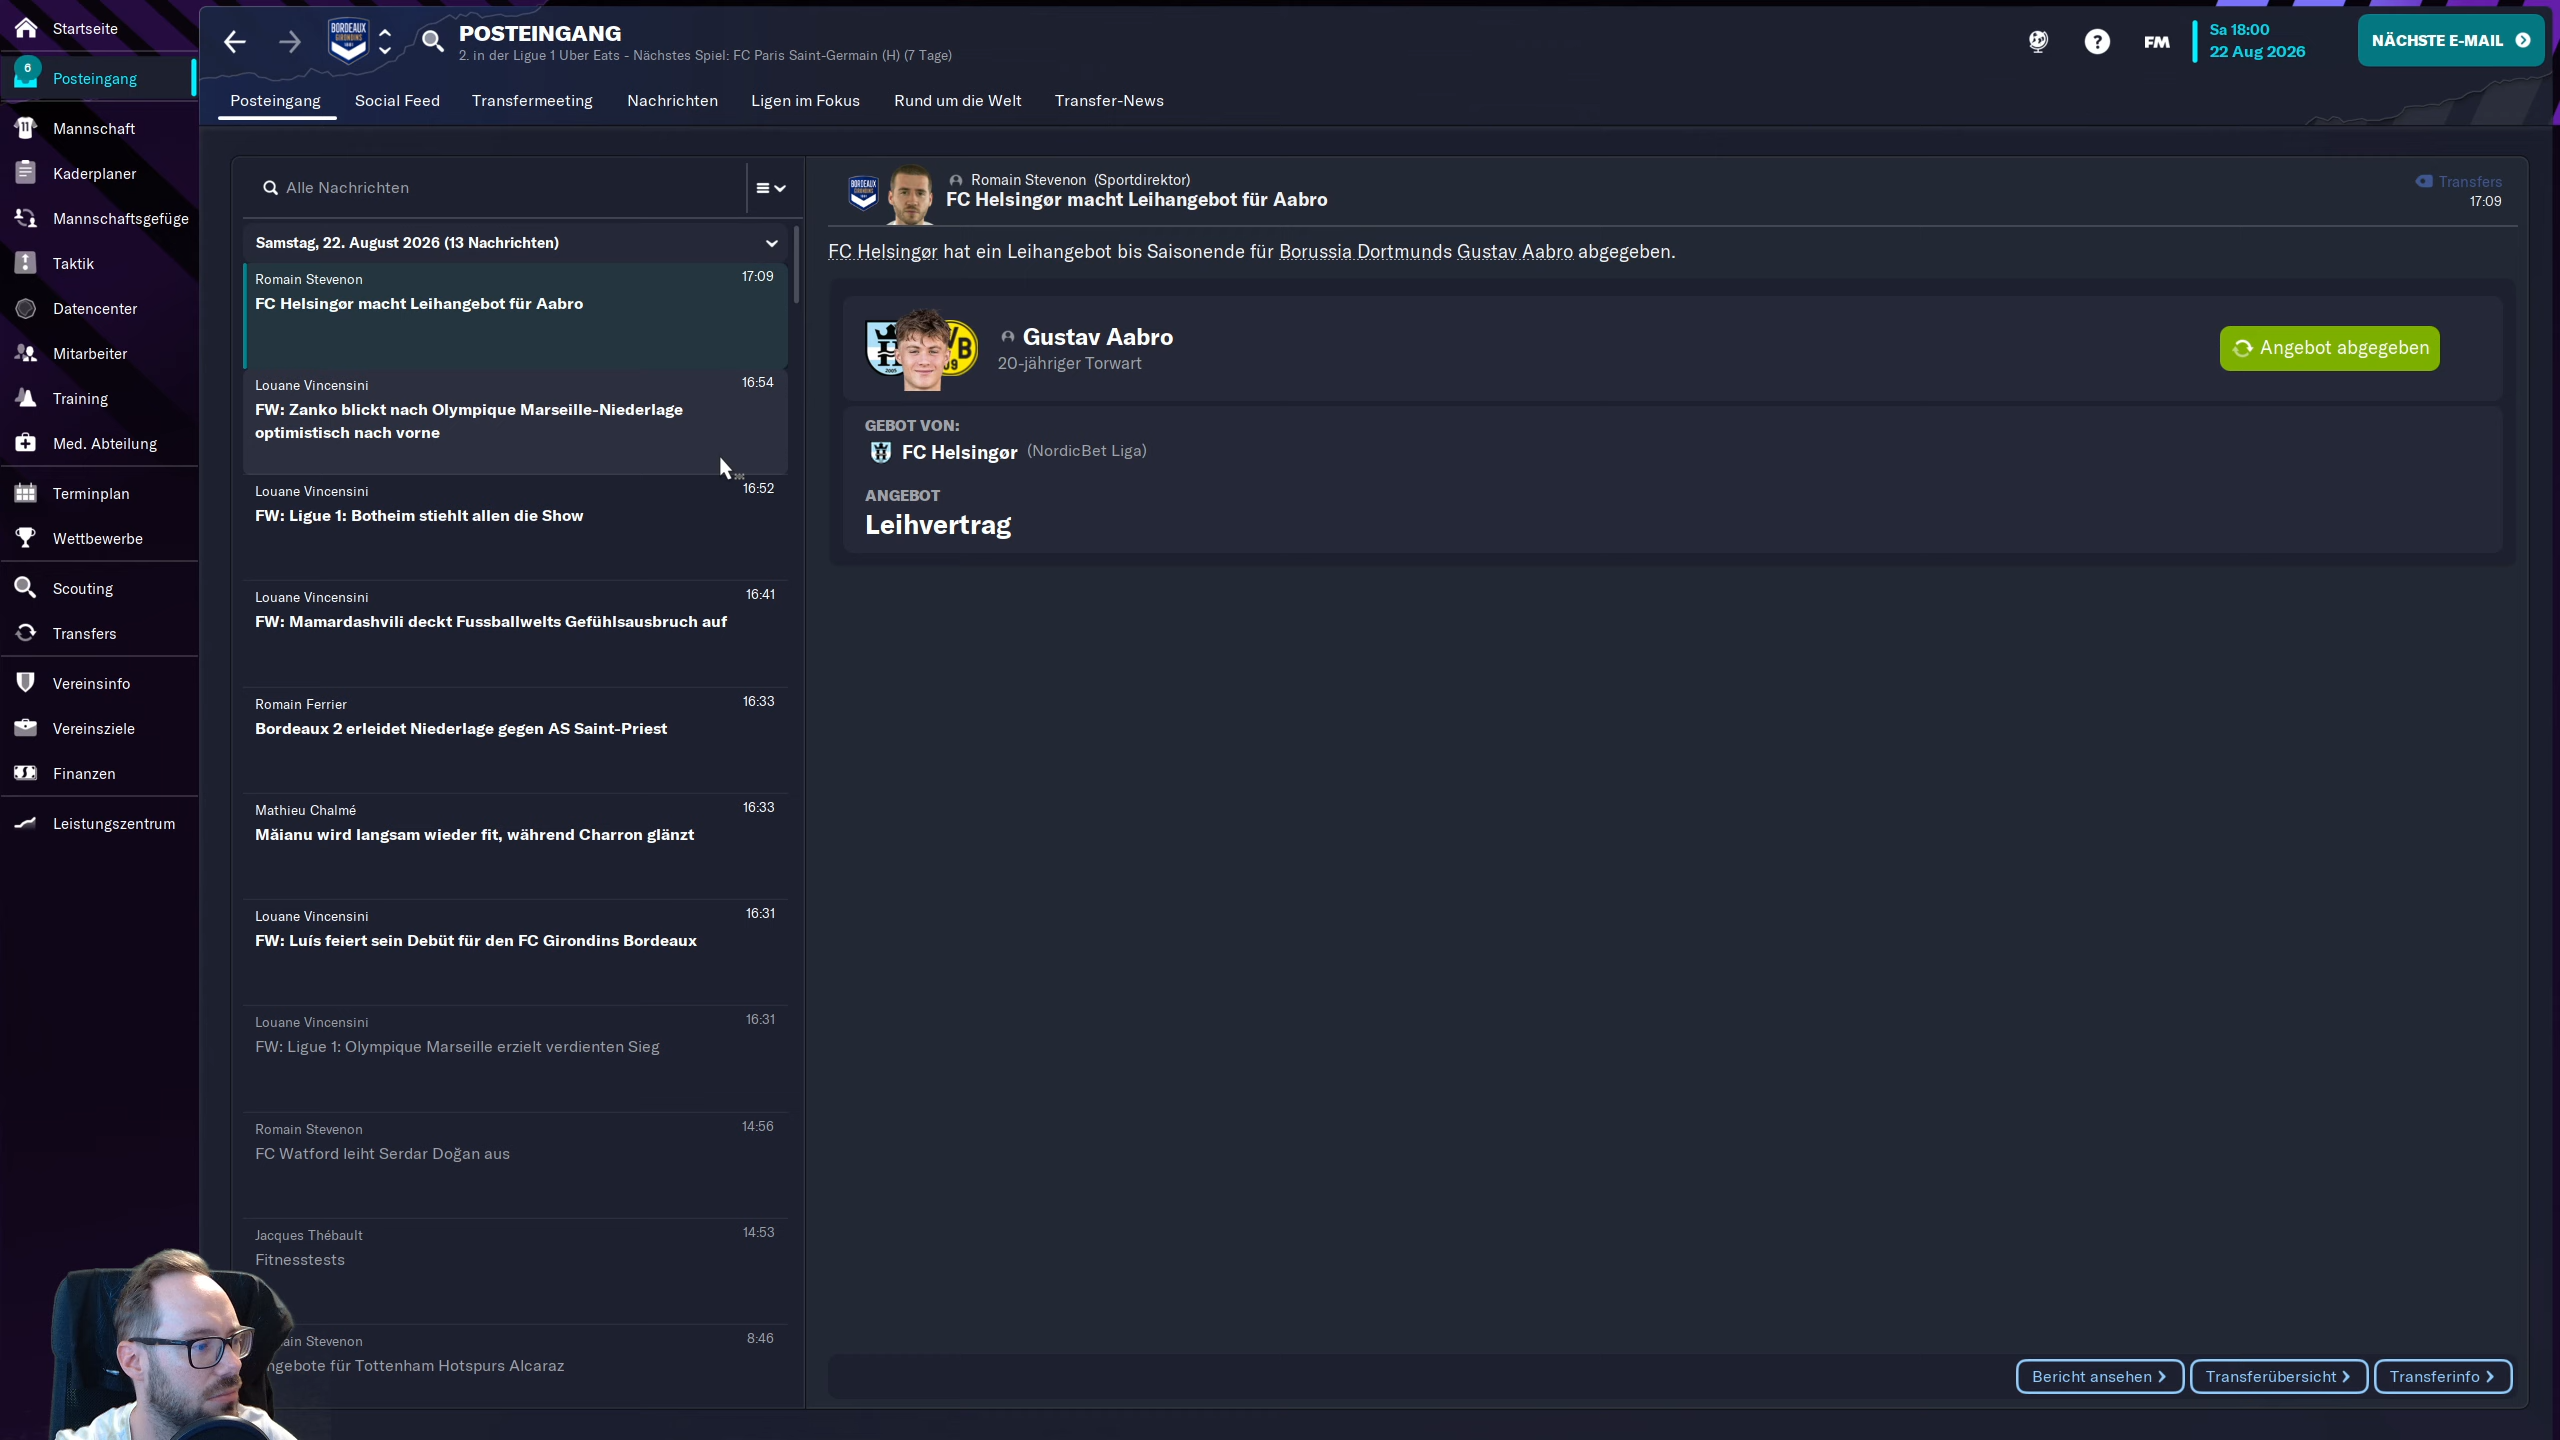 Startseite
6
Posteingang
11
Mannschaft
Kaderplaner
Mannschaftsgefüge
Taktik
Datencenter
Mitarbeiter
Training
Med. Abteilung
Terminplan
Wettbewerbe
Scouting
Transfers
Vereinsinfo
Vereinsziele
Finanzen
Leistungszentrum
BORDEAUX
GIRONDINS
POSTEINGANG
2. in der Ligue 1 Uber Eats - Nächstes Spiel: FC Paris Saint-Germain (H) (7 Tage)
?
FM
Sa 18:00
22 Aug 2026
NÄCHSTE E-MAIL
Posteingang
Social Feed
Transfermeeting
Nachrichten
Ligen im Fokus
Rund um die Welt
Transfer-News
Alle Nachrichten
Samstag, 22. August 2026 (13 Nachrichten)
Romain Stevenon
17:09
FC Helsingør macht Leihangebot für Aabro
Louane Vincensini
16:54
FW: Zanko blickt nach Olympique Marseille-Niederlage
optimistisch nach vorne
Louane Vincensini
16:52
FW: Ligue 1: Botheim stiehlt allen die Show
Louane Vincensini
16:41
FW: Mamardashvili deckt Fussballwelts Gefühlsausbruch auf
Romain Ferrier
16:33
Bordeaux 2 erleidet Niederlage gegen AS Saint-Priest
Mathieu Chalmé
16:33
Măianu wird langsam wieder fit, während Charron glänzt
Louane Vincensini
16:31
FW: Luís feiert sein Debüt für den FC Girondins Bordeaux
Louane Vincensini
16:31
FW: Ligue 1: Olympique Marseille erzielt verdienten Sieg
Romain Stevenon
14:56
FC Watford leiht Serdar Doğan aus
Jacques Thébault
14:53
Fitnesstests
ain Stevenon
8:46
ngebote für Tottenham Hotspurs Alcaraz
BORDEAUX
Romain Stevenon (Sportdirektor)
FC Helsingør macht Leihangebot für Aabro
Transfers
17:09
FC Helsingør hat ein Leihangebot bis Saisonende für Borussia Dortmunds Gustav Aabro abgegeben.
Gustav Aabro
20-jähriger Torwart
Angebot abgegeben
GEBOT VON:
FC Helsingør (NordicBet Liga)
ANGEBOT
Leihvertrag
Bericht ansehen
Transferübersicht
Transferinfo